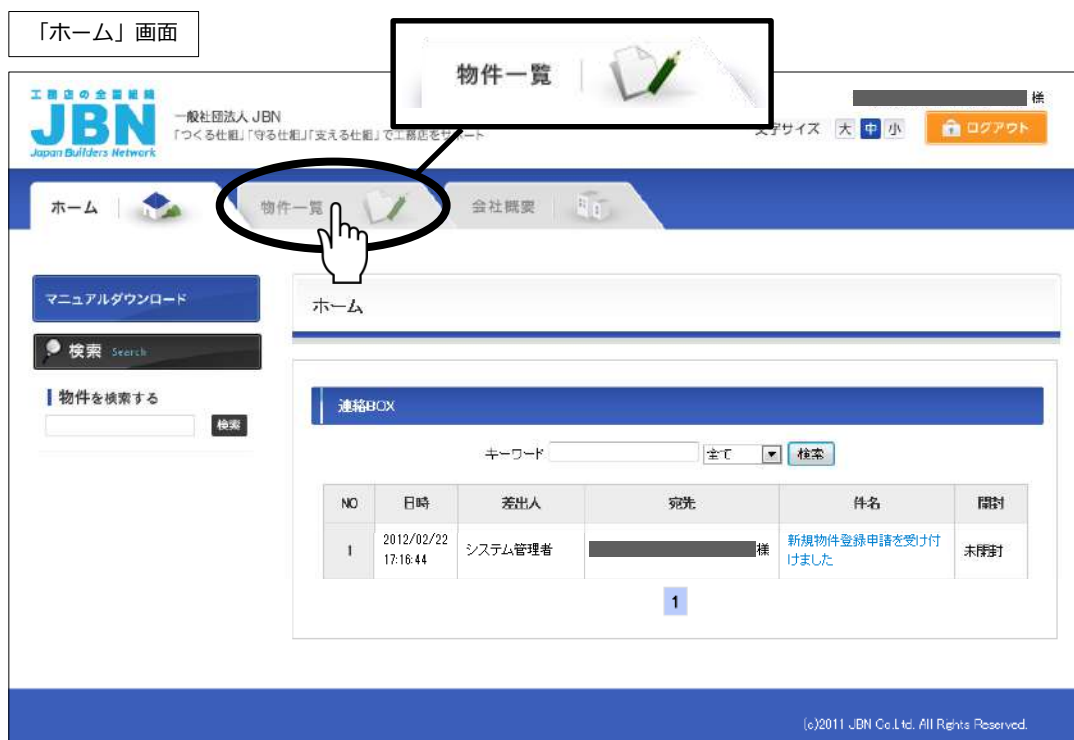 「ホーム」画面
物件一覧
工務店の全国組織
JBN
Japan Builders Network
一般社団法人 JBN
「つくる仕組」「守る仕組」「支える仕組」で工務店をサポート
様
文字サイズ 大 中 小
ログアウト
ホーム
物件一覧
会社概要
マニュアルダウンロード
検索 Search
物件を検索する
検索
ホーム
連絡BOX
キーワード 全て 検索
NO 日時 差出人 宛先 件名 開封
1 2012/02/22 17:16:44 システム管理者 様 新規物件登録申請を受け付けました 未開封
1
(c)2011 JBN Co.Ltd. All Rights Reserved.